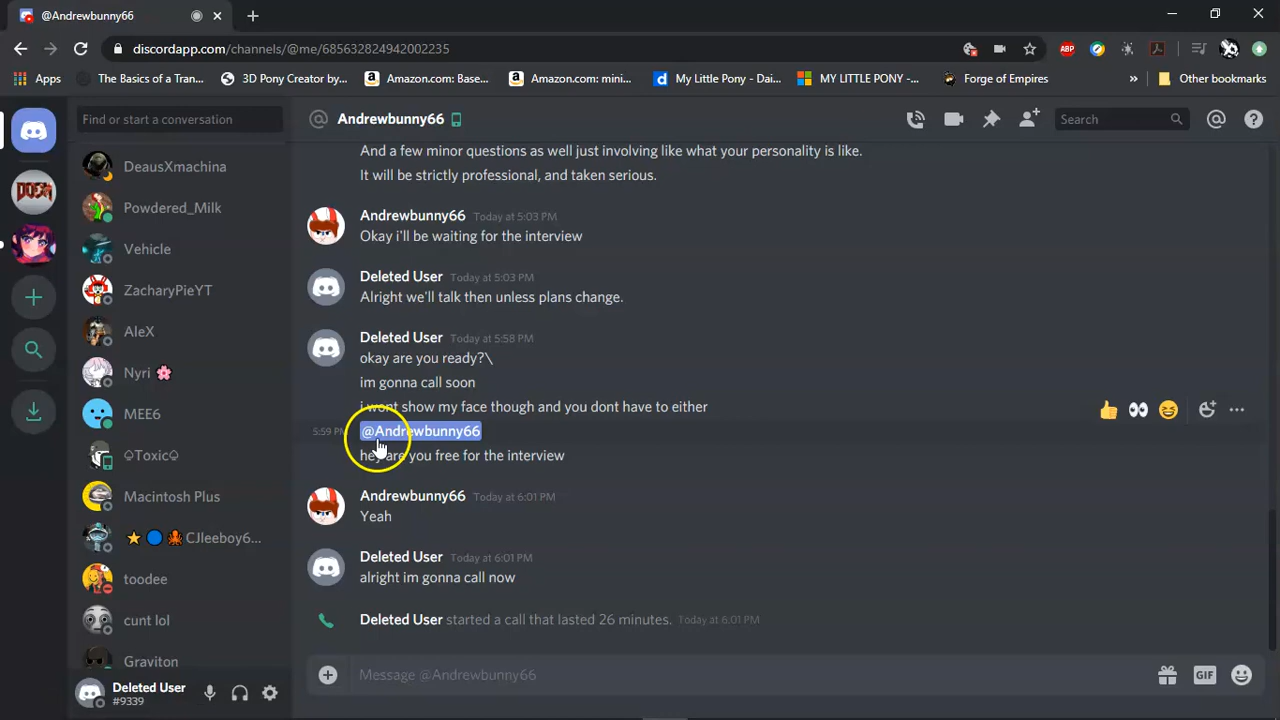 @Andrewbunny66
discordapp.com/channels/@me/685632824942002235
ABP
Apps
The Basics of a Tran...
3D Pony Creator by...
Amazon.com: Base...
Amazon.com: mini...
My Little Pony - Dai...
MY LITTLE PONY -...
Forge of Empires
»
Other bookmarks
Find or start a conversation
@ Andrewbunny66
Search
DeausXmachina
Powdered_Milk
Vehicle
ZacharyPieYT
AleX
Nyri 🌸
MEE6
♤Toxic♤
Macintosh Plus
⭐🔵🐙CJleeboy6...
toodee
cunt lol
Graviton
Deleted User
#9339
DOOM
And a few minor questions as well just involving like what your personality is like.
It will be strictly professional, and taken serious.
Andrewbunny66 Today at 5:03 PM
Okay i'll be waiting for the interview
Deleted User Today at 5:03 PM
Alright we'll talk then unless plans change.
Deleted User Today at 5:58 PM
okay are you ready?\
im gonna call soon
i wont show my face though and you dont have to either
5:59 PM @Andrewbunny66
hey are you free for the interview
Andrewbunny66 Today at 6:01 PM
Yeah
Deleted User Today at 6:01 PM
alright im gonna call now
Deleted User started a call that lasted 26 minutes. Today at 6:01 PM
Message @Andrewbunny66
GIF